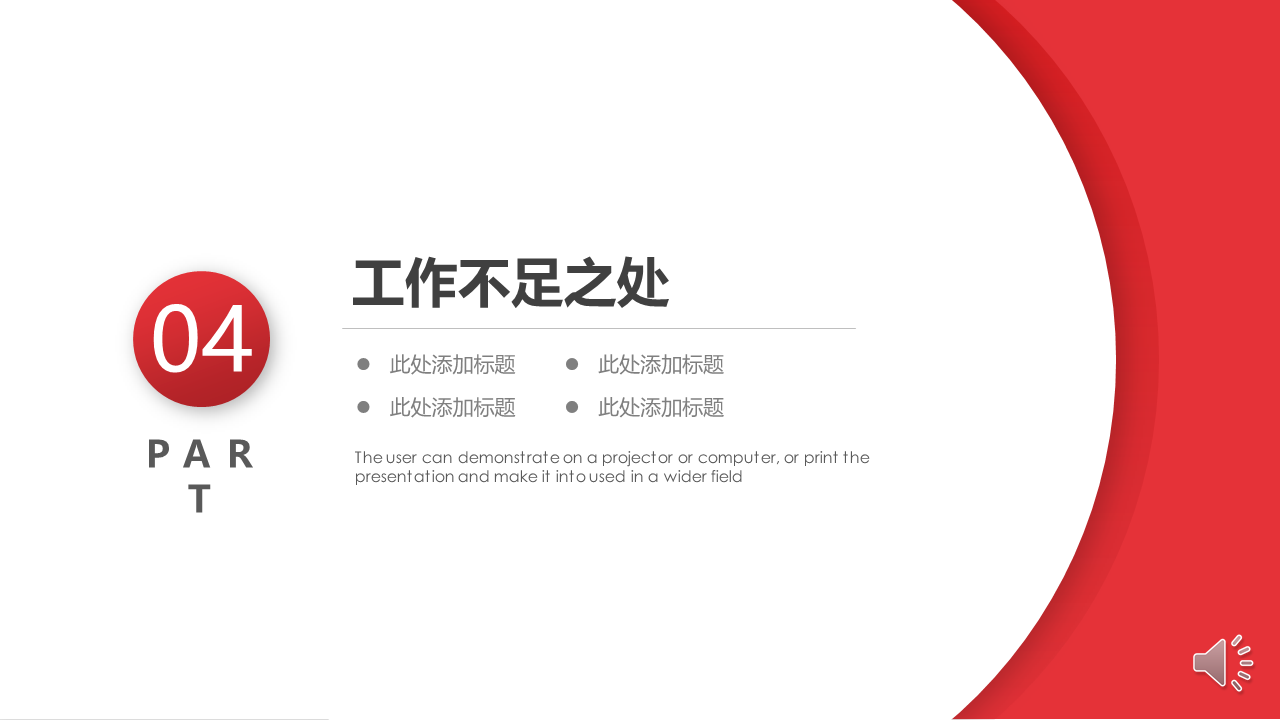 04
PAR
T
工作不足之处
● 此处添加标题 ● 此处添加标题
● 此处添加标题 ● 此处添加标题
The user can demonstrate on a projector or computer, or print the
presentation and make it into used in a wider field